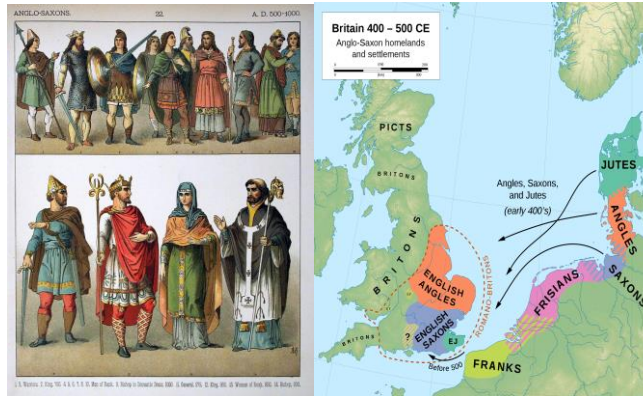 ANGLO-SAXONS.
22.
A. D. 500-1000.
Britain 400 – 500 CE
Anglo-Saxon homelands
and settlements
PICTS
BRITONS
BRITONS
BRITONS
ENGLISH
ANGLES
ENGLISH
SAXONS
?
EJ
ROMANO-BRITONS
Before 500
Angles, Saxons,
and Jutes
(early 400's)
JUTES
ANGLES
SAXONS
FRISIANS
FRANKS